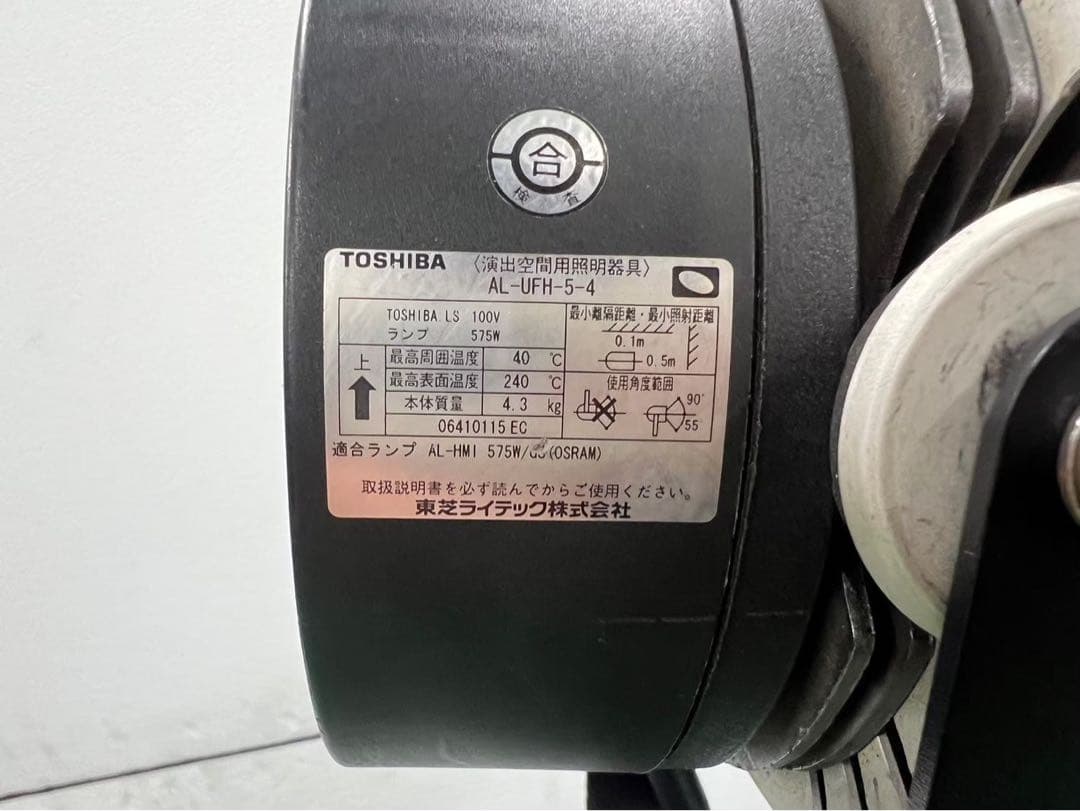 合
検 査
TOSHIBA 〈演出空間用照明器具〉
AL-UFH-5-4
TOSHIBA LS 100V
ランプ 575W
上
最高周囲温度 40 ℃
最高表面温度 240 ℃
本体質量 4.3 kg
06410115 EC
最小離隔距離・最小照射距離
0.1m
0.5m
使用角度範囲
90°
55°
適合ランプ AL-HMI 575W/ (OSRAM)
取扱説明書を必ず読んでからご使用ください。
東芝ライテック株式会社